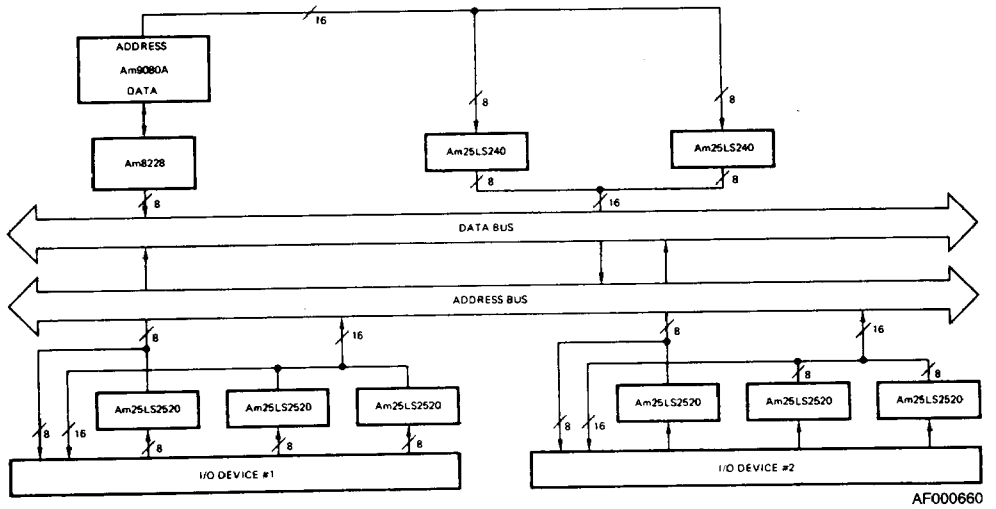 16
ADDRESS
Am9080A
DATA
8
8
Am8228
Am25LS240
Am25LS240
8
8
8
16
DATA BUS
ADDRESS BUS
8
16
8
16
Am25LS2520
Am25LS2520
Am25LS2520
Am25LS2520
8
Am25LS2520
8
Am25LS2520
8
16
8
8
8
8
16
I/O DEVICE #1
I/O DEVICE #2
AF000660